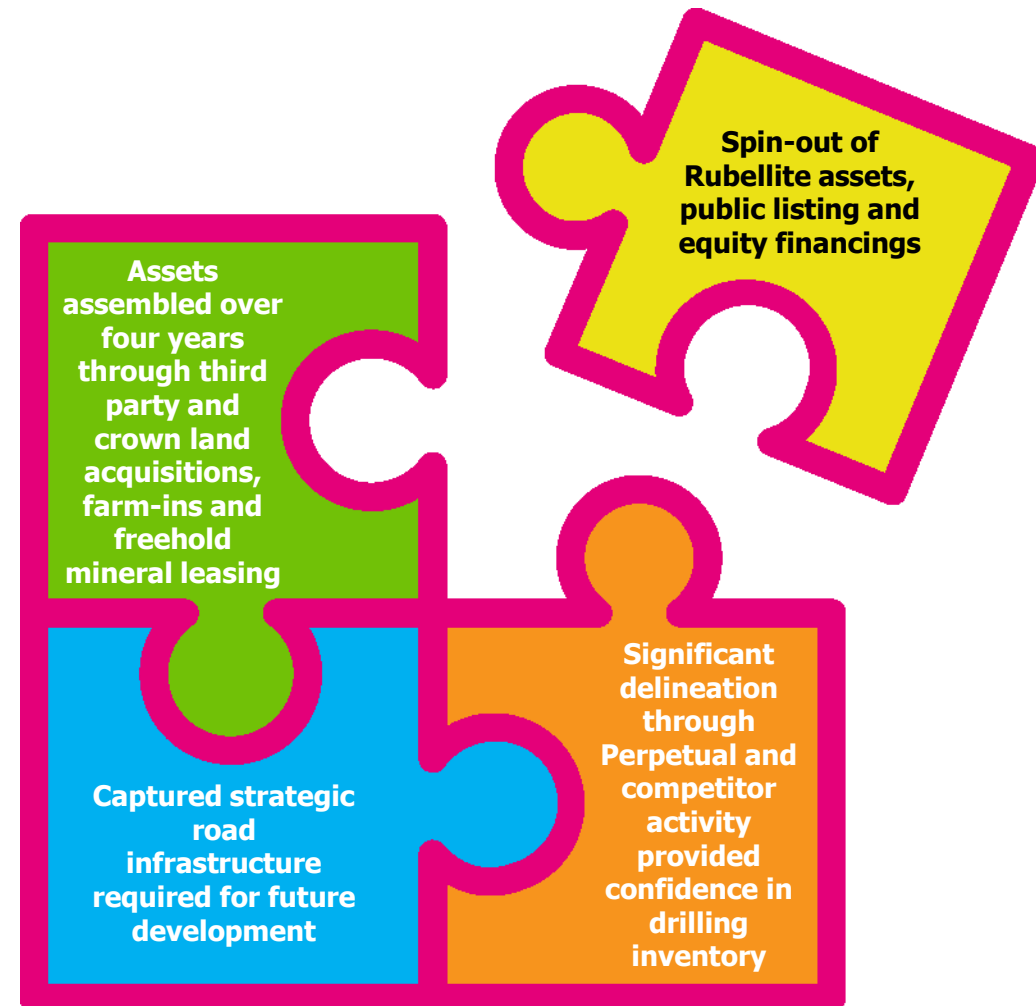 Spin-out of
Rubellite assets,
public listing and
equity financings
Assets
assembled over
four years
through third
party and
crown land
acquisitions,
farm-ins and
freehold
mineral leasing
Captured strategic
road
infrastructure
required for future
development
Significant
delineation
through
Perpetual and
competitor
activity
provided
confidence in
drilling
inventory